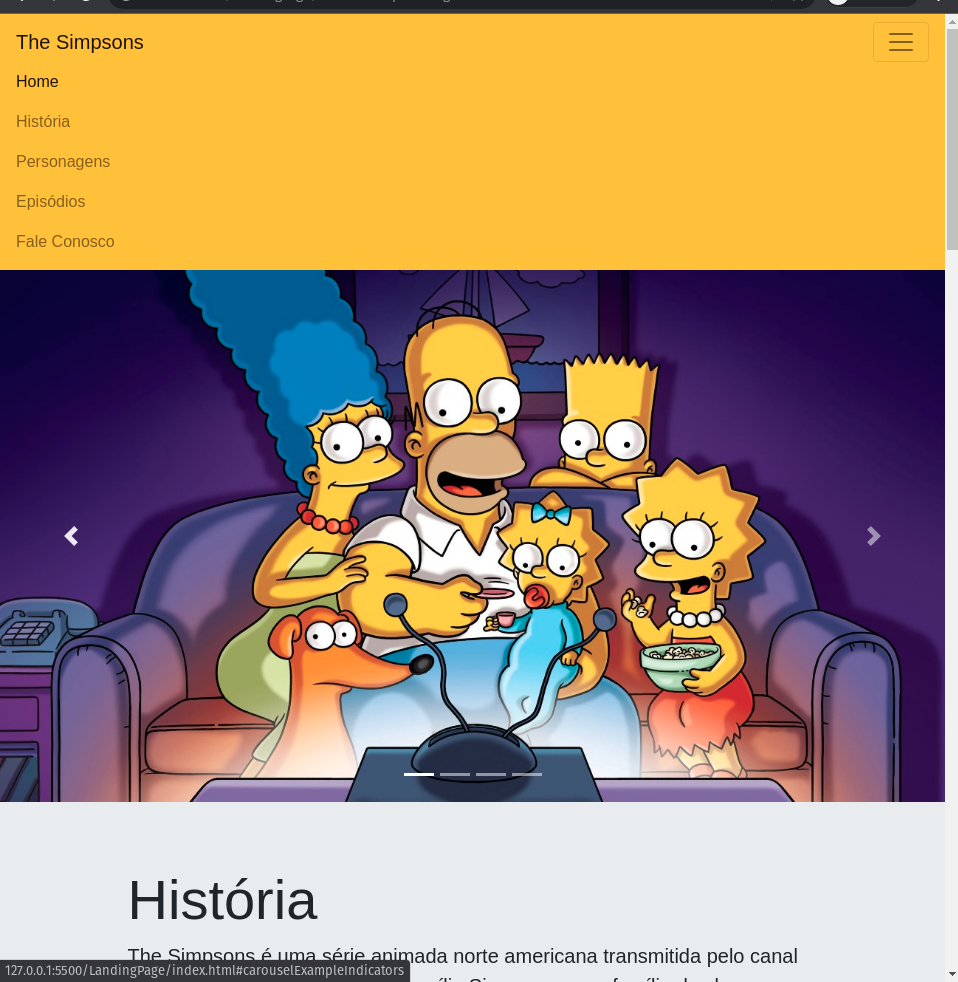 The Simpsons
Home
História
Personagens
Episódios
Fale Conosco
História
The Simpsons é uma série animada norte americana transmitida pelo canal
127.0.0.1:5500/LandingPage/index.html#carouselExampleIndicators